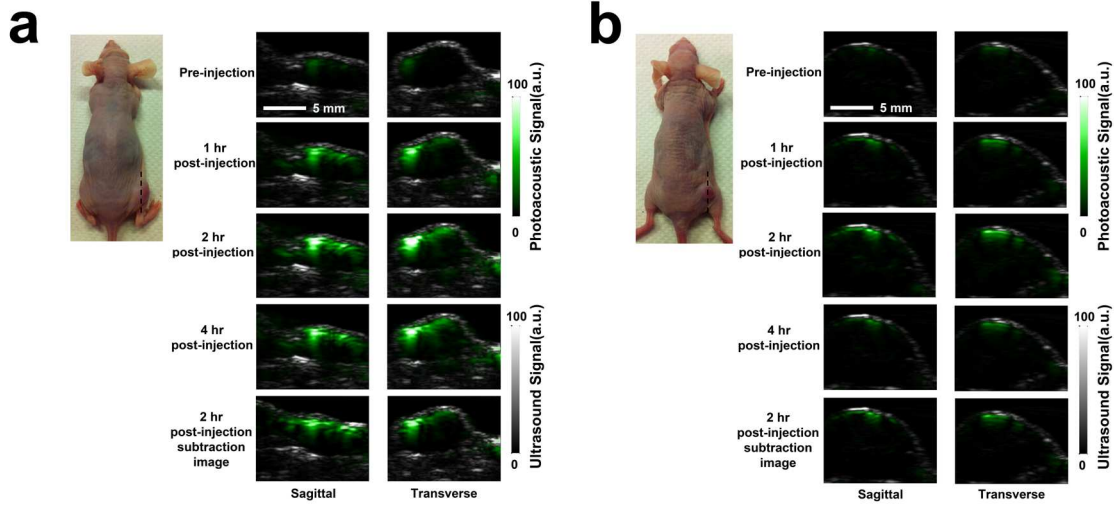 a
Pre-injection
5 mm
1 hr
post-injection
2 hr
post-injection
4 hr
post-injection
2 hr
post-injection
subtraction
image
Sagittal
Transverse
100
0
Photoacoustic Signal(a.u.)
100
0
Ultrasound Signal(a.u.)
b
Pre-injection
5 mm
1 hr
post-injection
2 hr
post-injection
4 hr
post-injection
2 hr
post-injection
subtraction
image
Sagittal
Transverse
100
0
Photoacoustic Signal(a.u.)
100
0
Ultrasound Signal(a.u.)